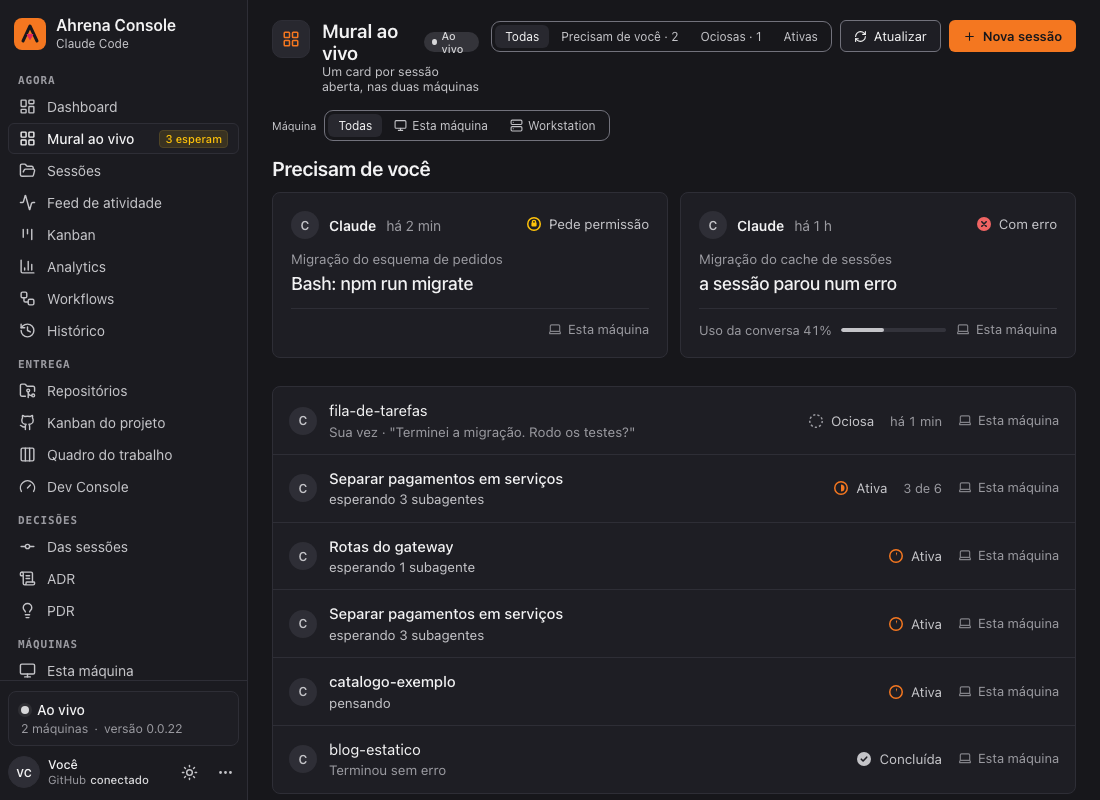 Ahrena Console
Claude Code
AGORA
Dashboard
Mural ao vivo
3 esperam
Sessões
Feed de atividade
Kanban
Analytics
Workflows
Histórico
ENTREGA
Repositórios
Kanban do projeto
Quadro do trabalho
Dev Console
DECISÕES
Das sessões
ADR
PDR
MÁQUINAS
Esta máquina
Ao vivo
2 máquinas · versão 0.0.22
VC
Você
GitHub conectado
Mural ao
vivo
Ao
vivo
Um card por sessão
aberta, nas duas máquinas
Todas
Precisam de você · 2
Ociosas · 1
Ativas
Atualizar
Nova sessão
Máquina
Todas
Esta máquina
Workstation
Precisam de você
C
Claude há 2 min
Pede permissão
Migração do esquema de pedidos
Bash: npm run migrate
Esta máquina
C
Claude há 1 h
Com erro
Migração do cache de sessões
a sessão parou num erro
Uso da conversa 41%
Esta máquina
C
fila-de-tarefas
Sua vez · "Terminei a migração. Rodo os testes?"
Ociosa
há 1 min
Esta máquina
C
Separar pagamentos em serviços
esperando 3 subagentes
Ativa
3 de 6
Esta máquina
C
Rotas do gateway
esperando 1 subagente
Ativa
Esta máquina
C
Separar pagamentos em serviços
esperando 3 subagentes
Ativa
Esta máquina
C
catalogo-exemplo
pensando
Ativa
Esta máquina
C
blog-estatico
Terminou sem erro
Concluída
Esta máquina